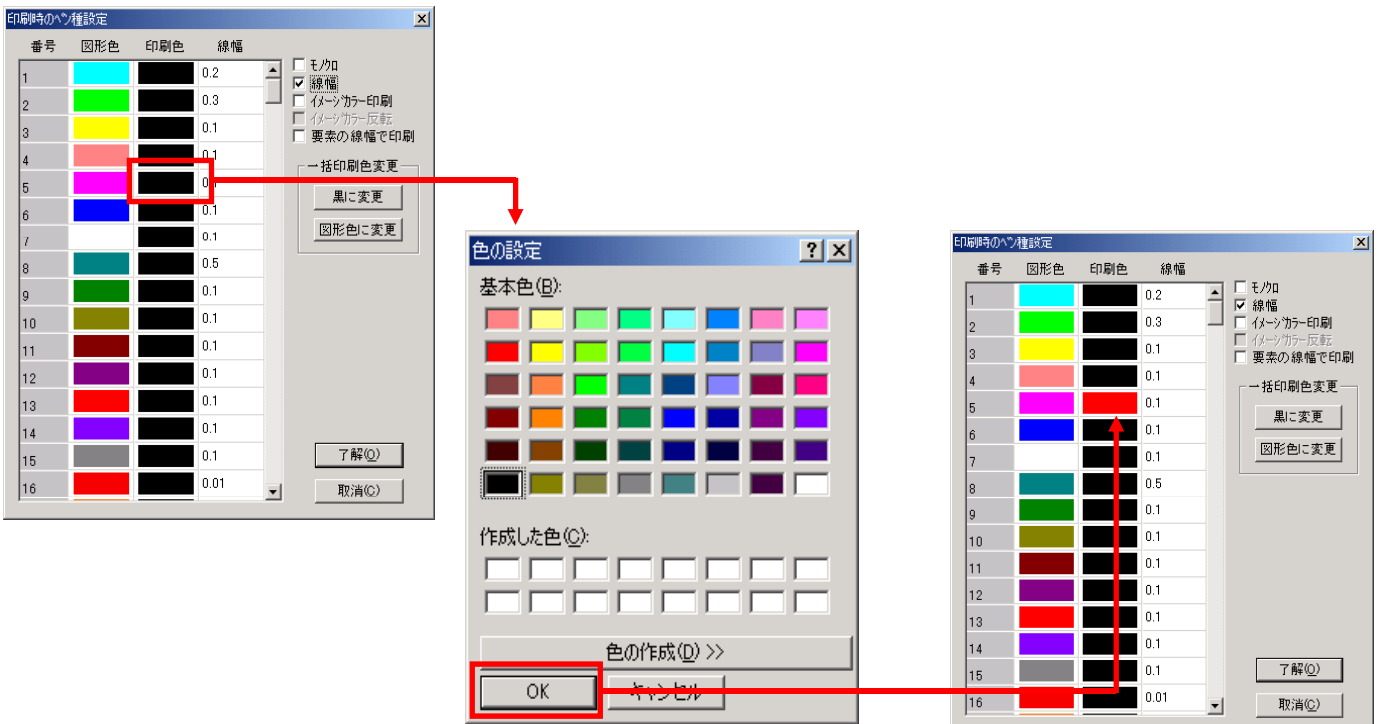 印刷時のペン種設定
番号 図形色 印刷色 線幅
1 0.2
2 0.3
3 0.1
4 0.1
5 0.1
6 0.1
7 0.1
8 0.5
9 0.1
10 0.1
11 0.1
12 0.1
13 0.1
14 0.1
15 0.1
16 0.01
モノクロ
線幅
イメージカラー印刷
イメージカラー反転
要素の線幅で印刷
一括印刷色変更
黒に変更
図形色に変更
了解(O)
取消(C)
色の設定
基本色(B):
作成した色(C):
色の作成(D) >>
OK
キャンセル
印刷時のペン種設定
番号 図形色 印刷色 線幅
1 0.2
2 0.3
3 0.1
4 0.1
5 0.1
6 0.1
7 0.1
8 0.5
9 0.1
10 0.1
11 0.1
12 0.1
13 0.1
14 0.1
15 0.1
16 0.01
モノクロ
線幅
イメージカラー印刷
イメージカラー反転
要素の線幅で印刷
一括印刷色変更
黒に変更
図形色に変更
了解(O)
取消(C)